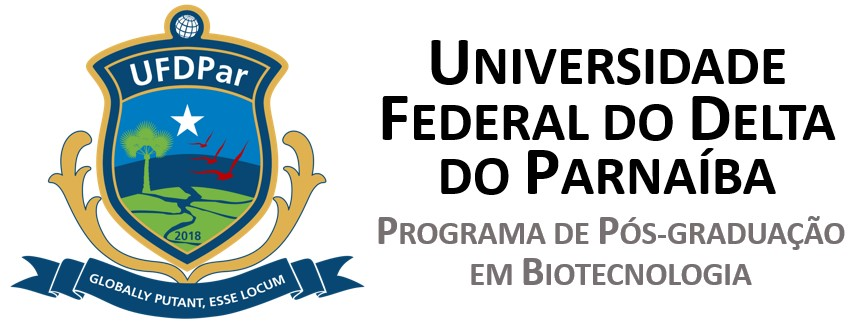 UFDPar
2018
GLOBALLY PUTANT, ESSE LOCUM
UNIVERSIDADE
FEDERAL DO DELTA
DO PARNAÍBA
PROGRAMA DE PÓS-GRADUAÇÃO
EM BIOTECNOLOGIA